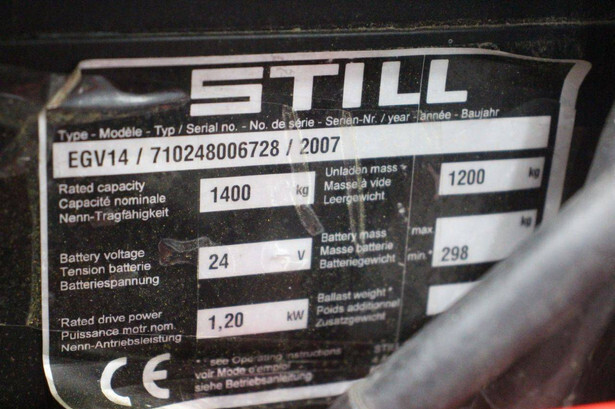 STILL
Type - Modèle - Typ / Serial no. - No. de série - Serien-Nr. / year - année - Baujahr
EGV14 / 710248006728 / 2007
Rated capacity
Capacité nominale
Nenn-Tragfähigkeit
1400 kg
Unladen mass
Masse à vide
Leergewicht
1200 kg
Battery voltage
Tension batterie
Batteriespannung
24 V
Battery mass
Masse batterie
Batteriegewicht
max. kg
min.* 298
Rated drive power
Puissance motr.nom.
Nenn-Antriebsleistung
1,20 kW
Ballast weight *
Poids additionnel
Zusatzgewicht
CE
* see Operating instructions
voir Mode d'emploi
siehe Betriebsanleitung